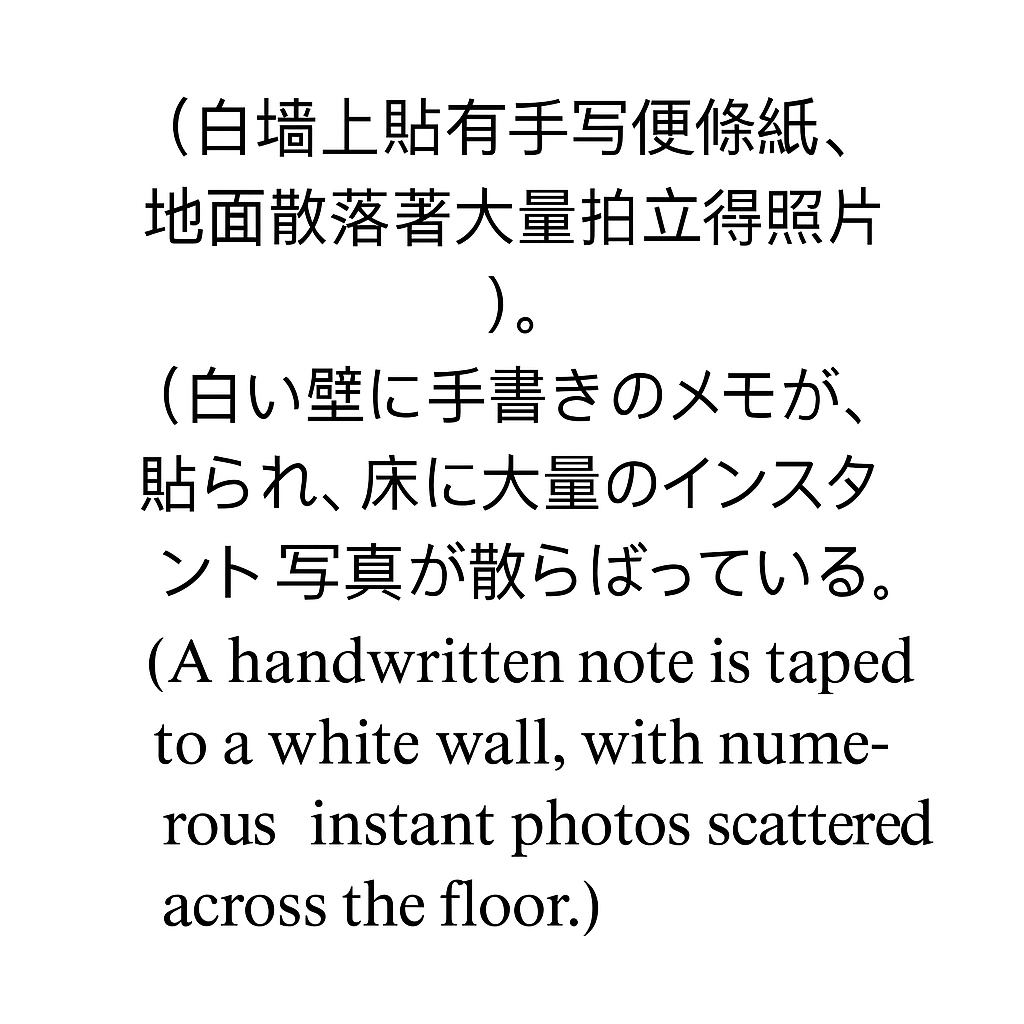 （白墙上貼有手写便條紙、
地面散落著大量拍立得照片
）。
（白い壁に手書きのメモが、
貼られ、床に大量のインスタ
ント 写真が散らばっている。
(A handwritten note is taped
to a white wall, with nume-
rous instant photos scattered
across the floor.)